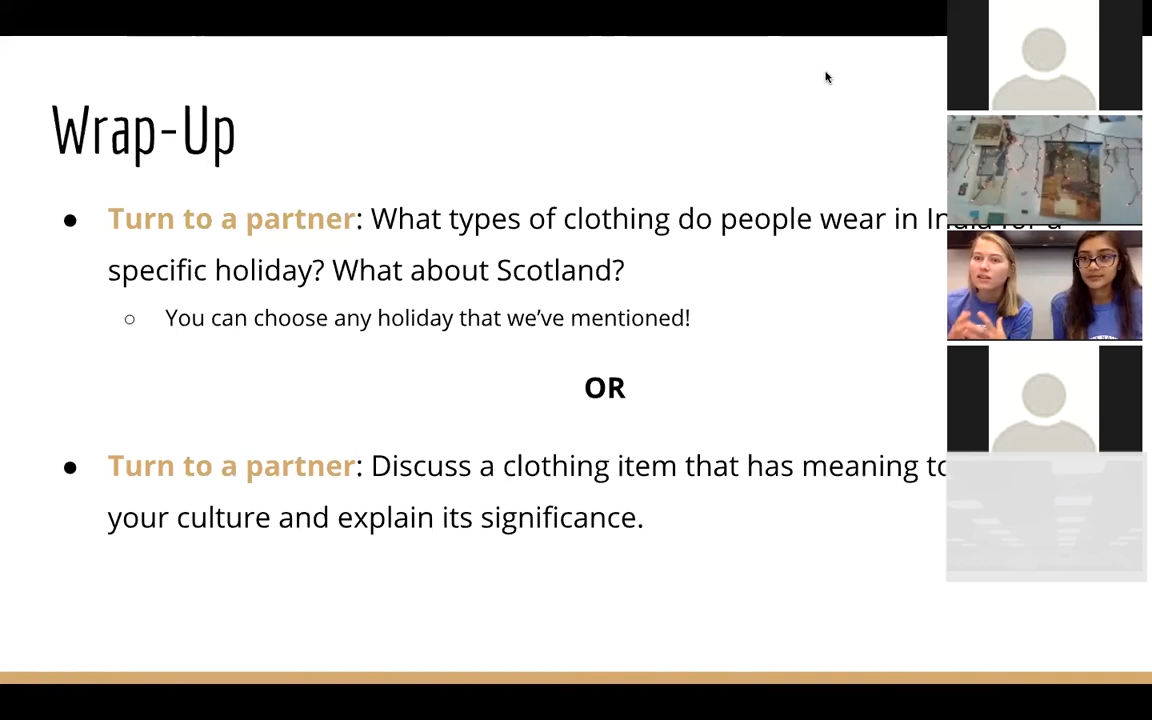 Wrap-Up
● Turn to a partner: What types of clothing do people wear in India for a
specific holiday? What about Scotland?
○ You can choose any holiday that we’ve mentioned!
OR
● Turn to a partner: Discuss a clothing item that has meaning to
your culture and explain its significance.